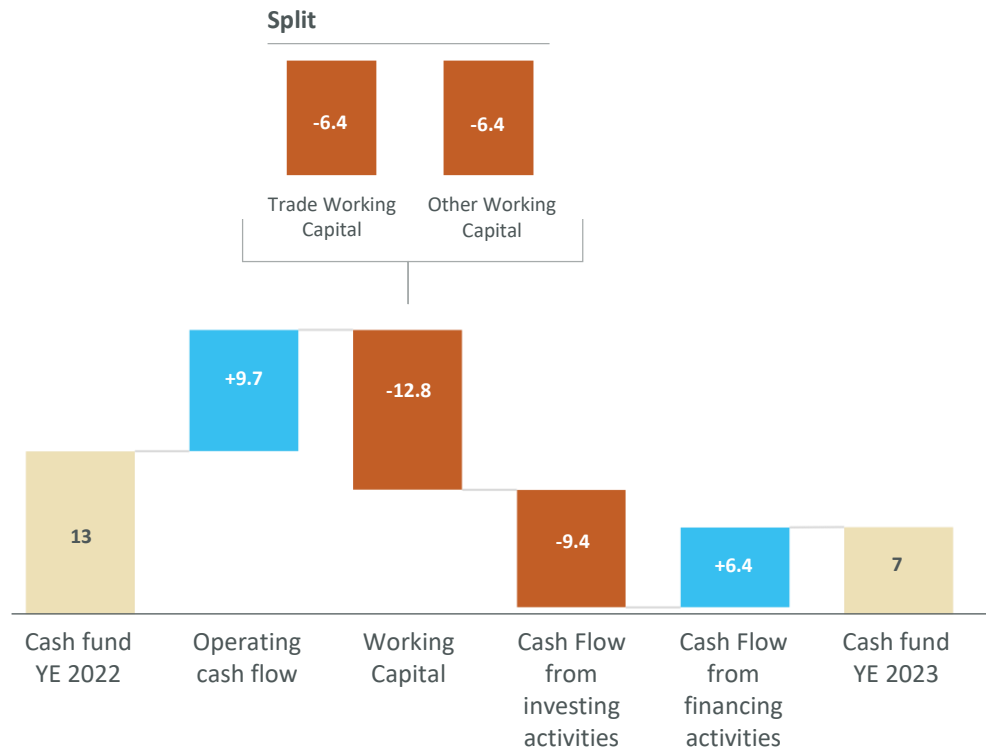 Split
-6.4
-6.4
Trade Working
Capital
Other Working
Capital
+9.7
-12.8
13
-9.4
+6.4
7
Cash fund
YE 2022
Operating
cash flow
Working
Capital
Cash Flow
from
investing
activities
Cash Flow
from
financing
activities
Cash fund
YE 2023